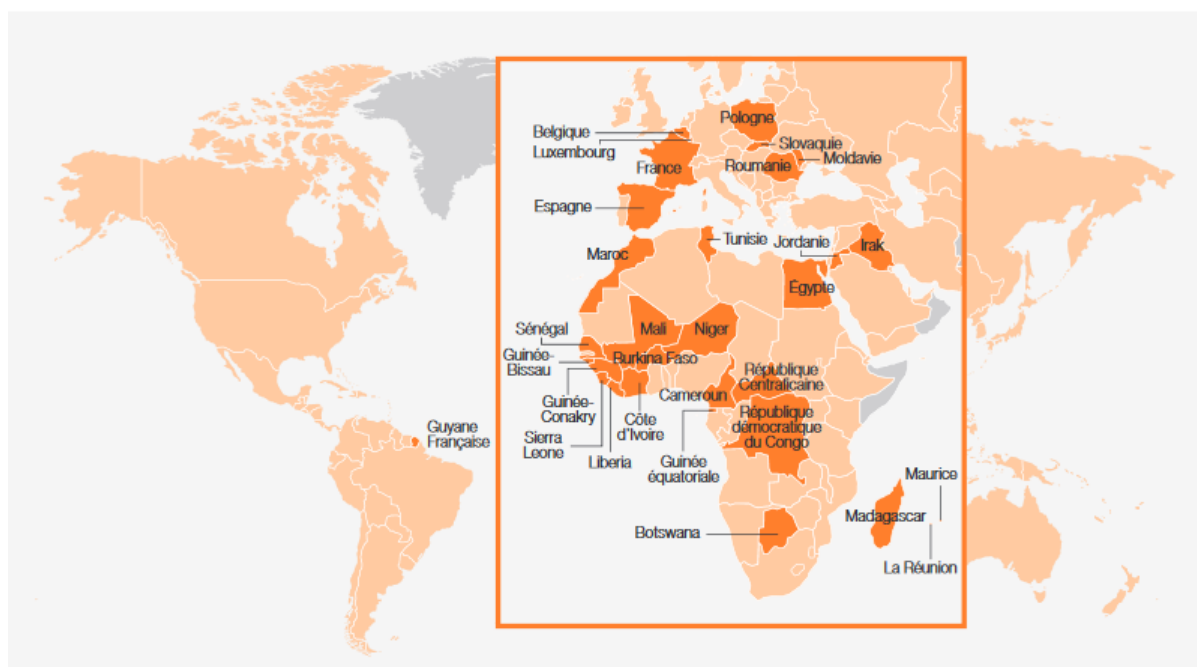 Pologne
Belgique
Slovaquie
Luxembourg
Moldavie
France
Roumanie
Espagne
Tunisie
Jordanie
Irak
Maroc
Égypte
Sénégal
Mali
Niger
Guinée-
Bissau
Burkina Faso
République
Centralicaine
Cameroun
Guinée-
Conakry
Côte
d'Ivoire
République
démocratique
du Congo
Guyane
Française
Sierra
Leone
Liberia
Guinée
équatoriale
Maurice
Madagascar
Botswana
La Réunion